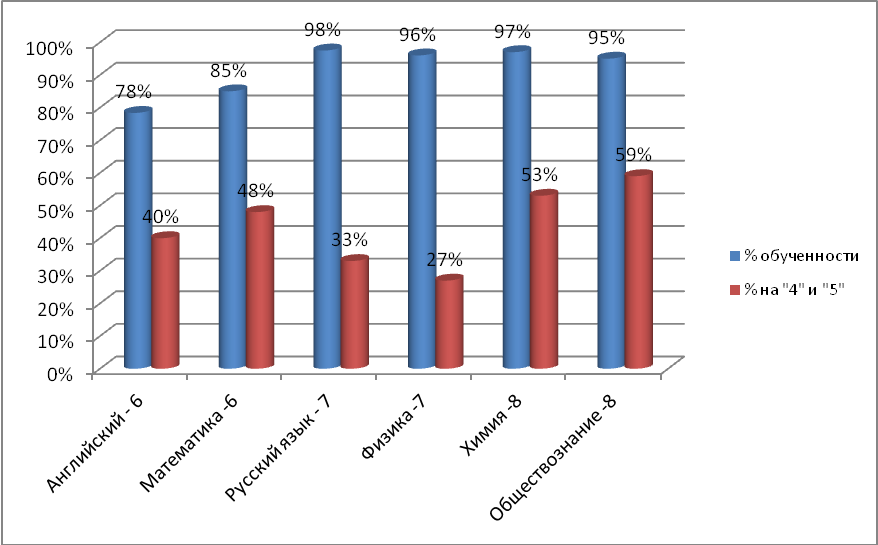 98%
96%
97%
95%
85%
78%
59%
53%
48%
40%
33%
27%
100%
90%
80%
70%
60%
50%
40%
30%
20%
10%
0%
Английский - 6
Математика -6
Русский язык - 7
Физика -7
Химия -8
Обществознание -8
% обученности
% на "4" и "5"